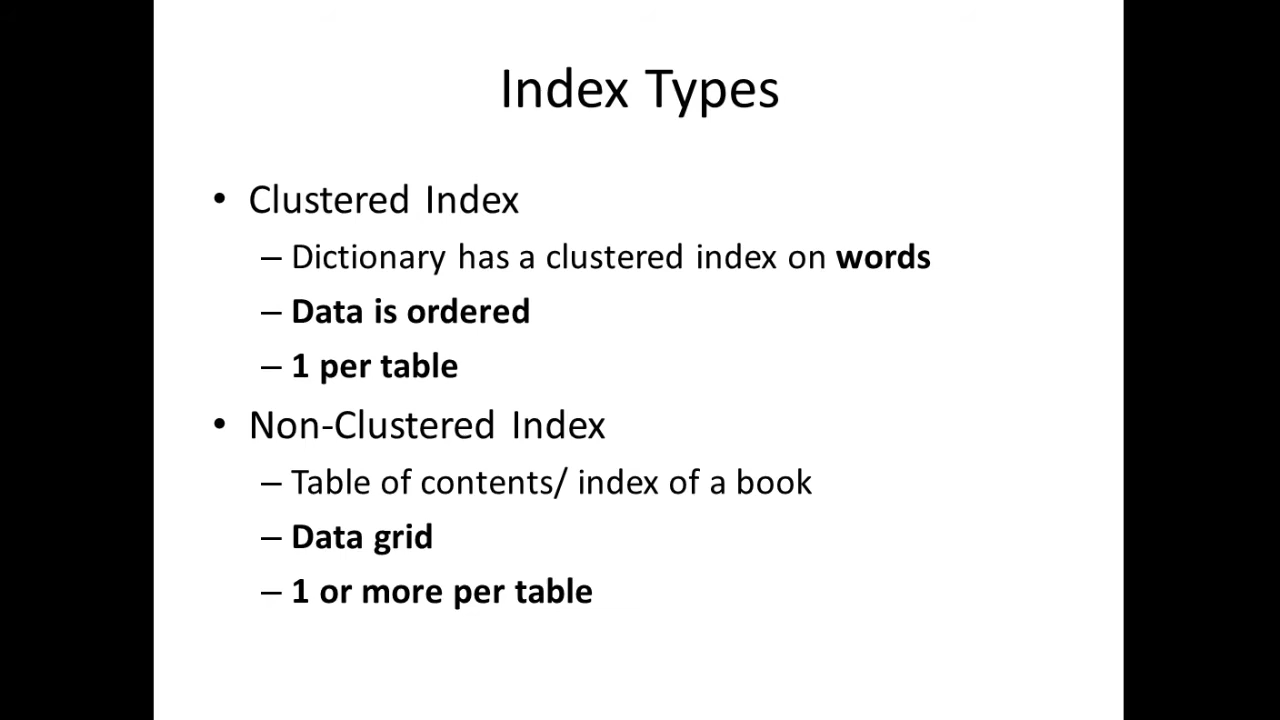 Index Types
• Clustered Index
– Dictionary has a clustered index on words
– Data is ordered
– 1 per table
• Non-Clustered Index
– Table of contents/ index of a book
– Data grid
– 1 or more per table